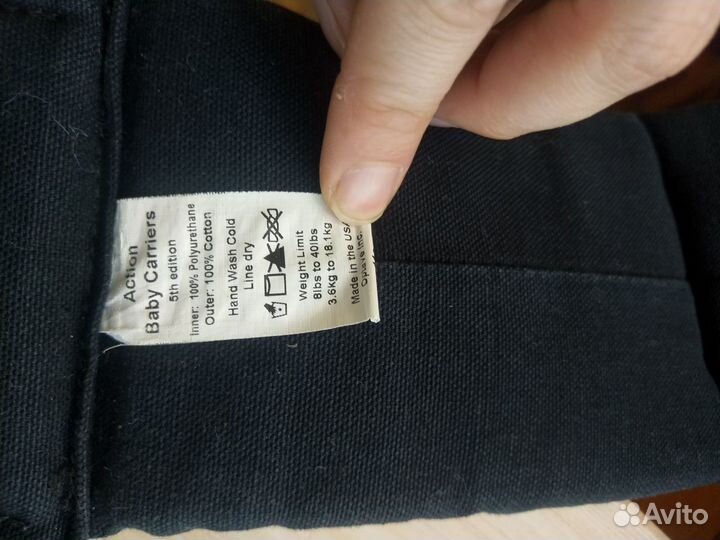 Action
Baby Carriers
5th edition
Inner: 100% Polyurethane
Outer: 100% Cotton
Hand Wash Cold
Line dry
Weight Limit
8lbs to 40lbs
3.6kg to 18.1kg
Made in the USA
Inc.
Avito